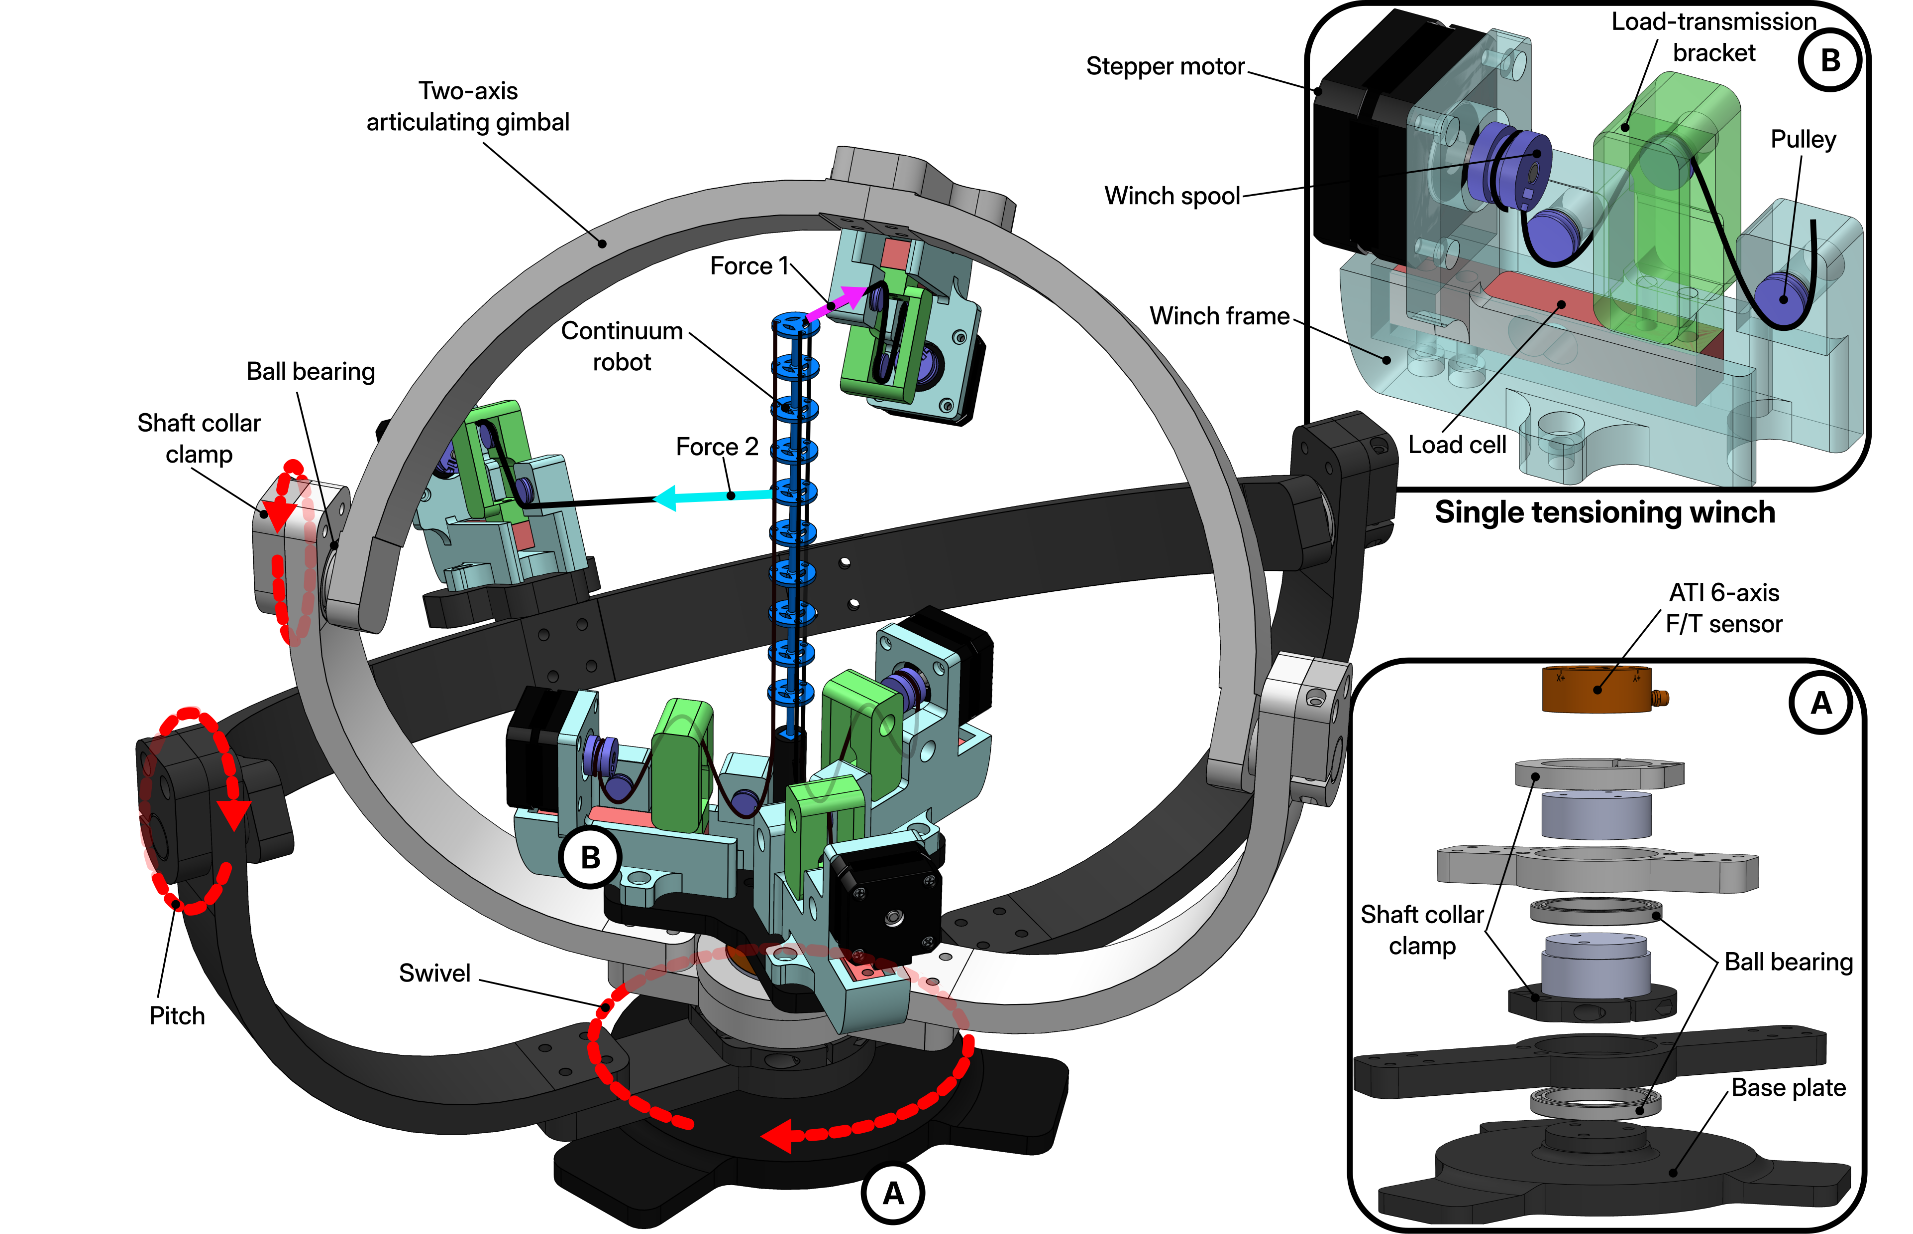 Two-axis
articulating gimbal
Force 1
Continuum
robot
Ball bearing
Shaft collar
clamp
Force 2
B
Swivel
Pitch
A
Load-transmission
bracket
B
Stepper motor
Pulley
Winch spool
Winch frame
Load cell
Single tensioning winch
ATI 6-axis
F/T sensor
A
Shaft collar
clamp
Ball bearing
Base plate